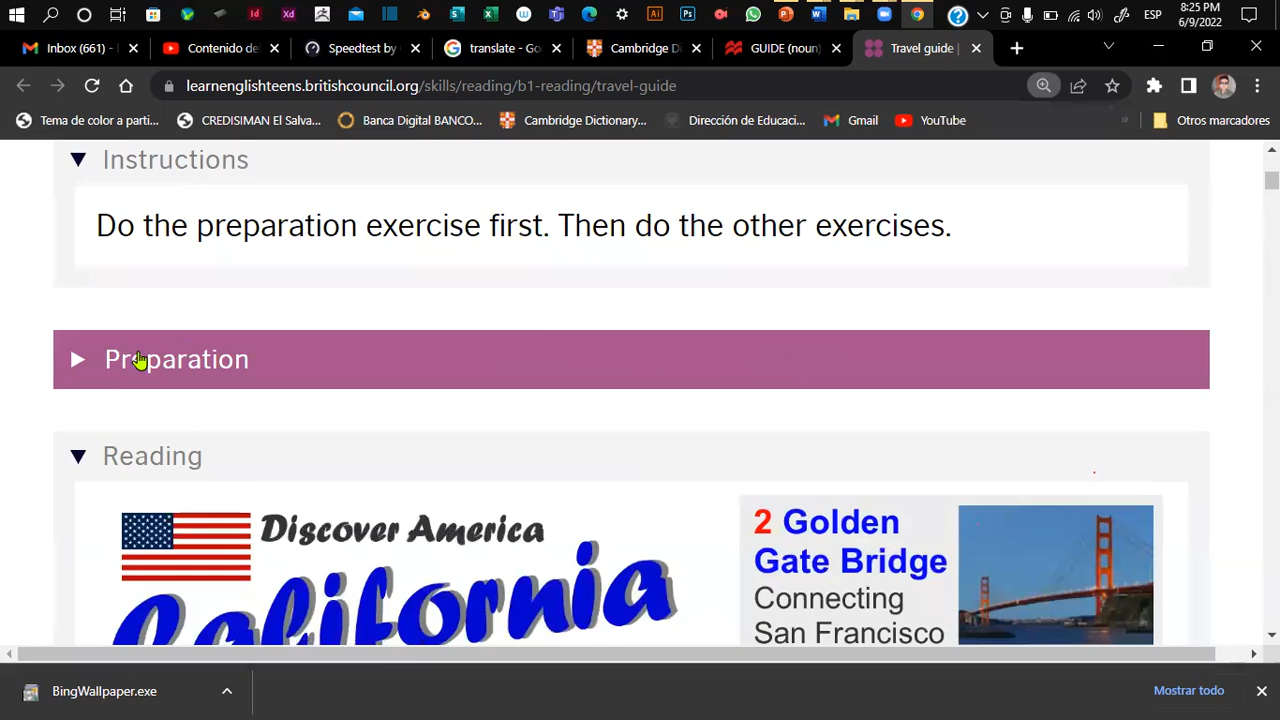 8:25 PM
ESP
6/9/2022
Inbox (661) -
Contenido de
Speedtest by
translate - Go
Cambridge Di
GUIDE (noun)
Travel guide |
learnenglishteens.britishcouncil.org/skills/reading/b1-reading/travel-guide
Tema de color a parti...
CREDISIMAN El Salva...
Banca Digital BANCO...
Cambridge Dictionary...
Dirección de Educaci...
Gmail
YouTube
»
Otros marcadores
Instructions
Do the preparation exercise first. Then do the other exercises.
Preparation
Reading
Discover America
California
2 Golden
Gate Bridge
Connecting
San Francisco
BingWallpaper.exe
Mostrar todo